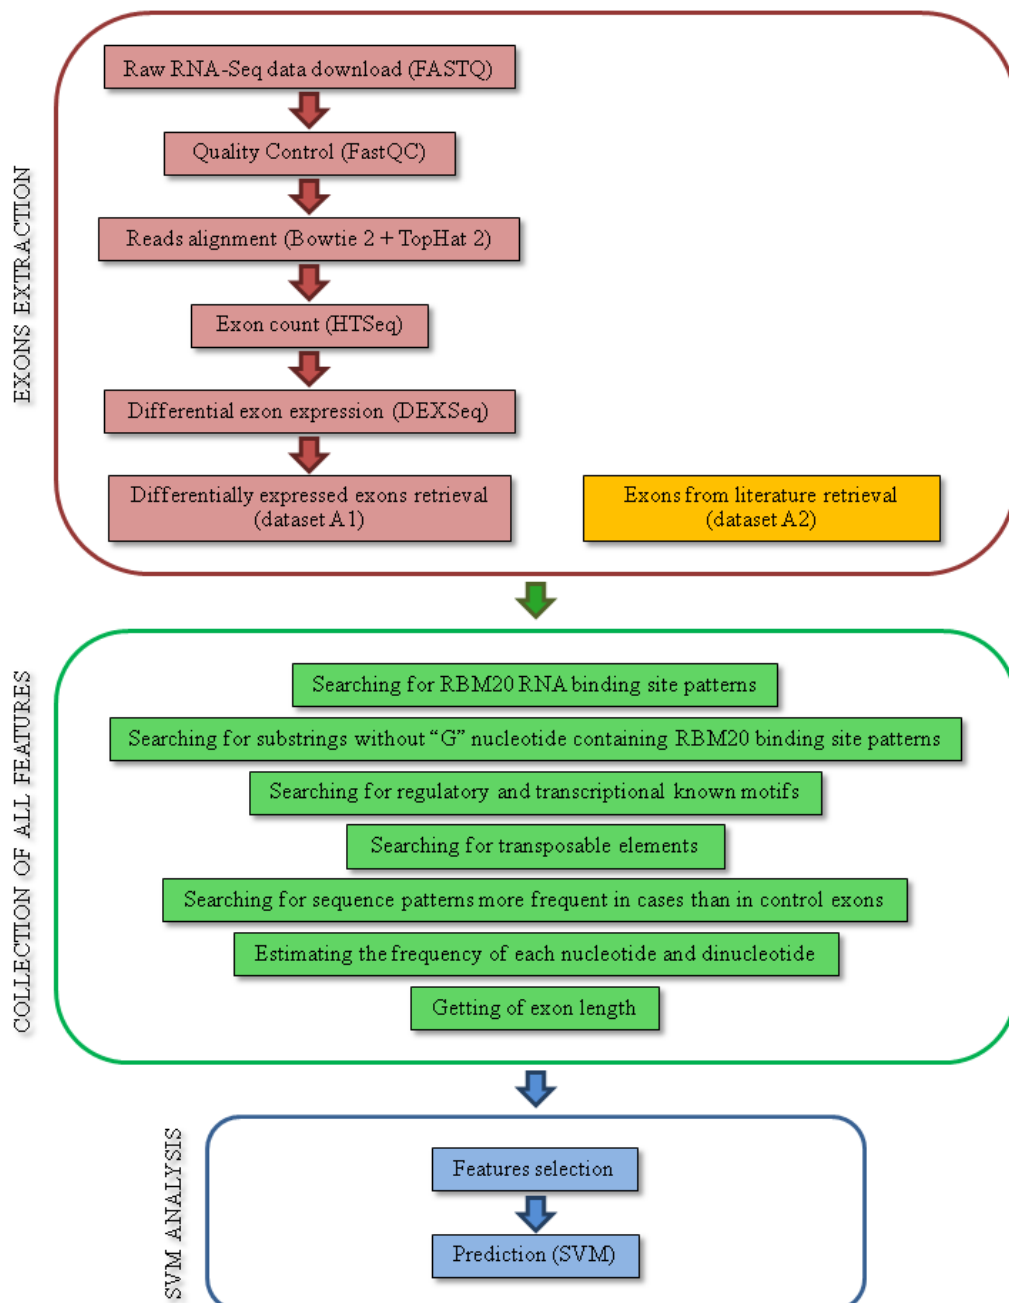 EXONS EXTRACTION
Raw RNA-Seq data download (FASTQ)
Quality Control (FastQC)
Reads alignment (Bowtie 2 + TopHat 2)
Exon count (HTSeq)
Differential exon expression (DEXSeq)
Differentially expressed exons retrieval
(dataset A1)
Exons from literature retrieval
(dataset A2)
COLLECTION OF ALL FEATURES
Searching for RBM20 RNA binding site patterns
Searching for substrings without “G” nucleotide containing RBM20 binding site patterns
Searching for regulatory and transcriptional known motifs
Searching for transposable elements
Searching for sequence patterns more frequent in cases than in control exons
Estimating the frequency of each nucleotide and dinucleotide
Getting of exon length
SVM ANALYSIS
Features selection
Prediction (SVM)